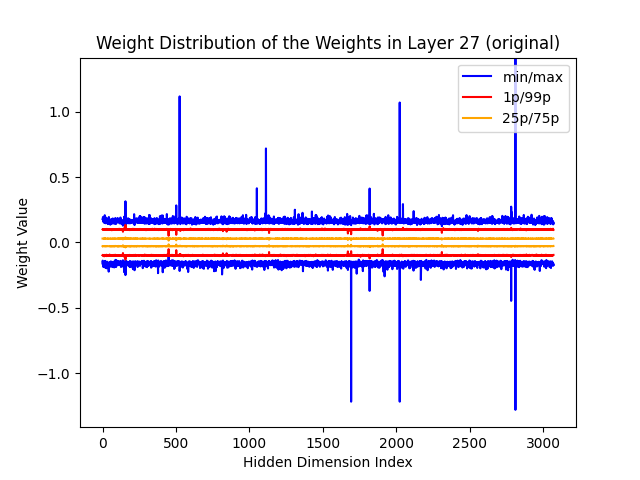 Weight Distribution of the Weights in Layer 27 (original)
min/max
1p/99p
25p/75p
1.0
0.5
0.0
−0.5
−1.0
Weight Value
0 500 1000 1500 2000 2500 3000
Hidden Dimension Index